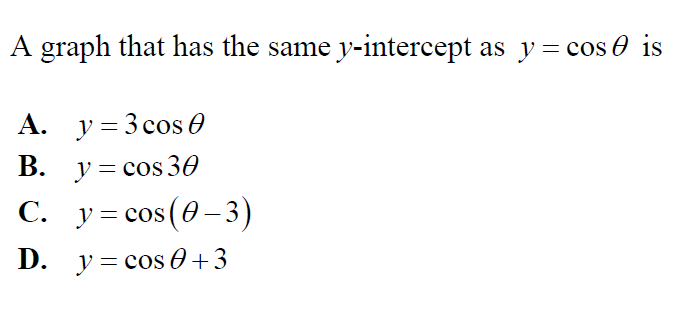 A graph that has the same y-intercept as y = cos θ is
A. y = 3 cos θ
B. y = cos 3θ
C. y = cos(θ – 3)
D. y = cos θ + 3